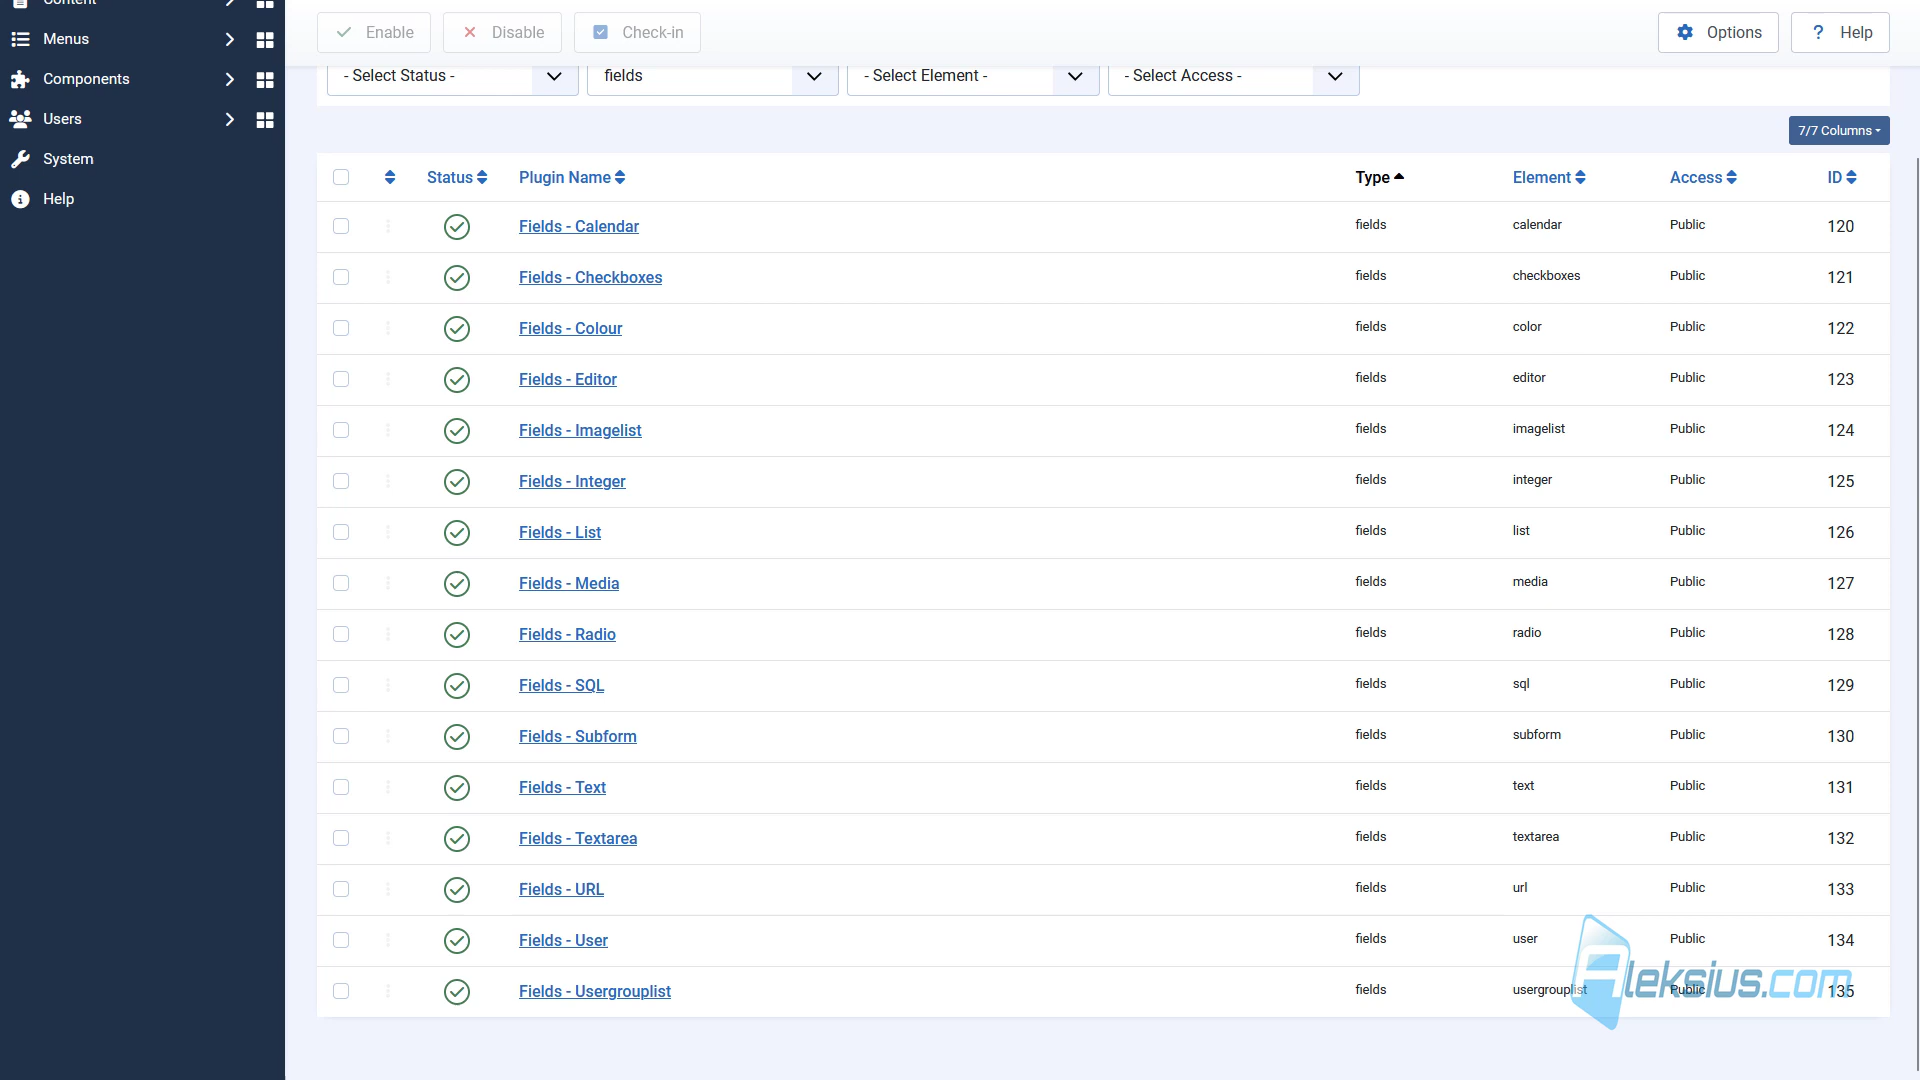 Content
Menus
Components
Users
System
Help
Enable
Disable
Check-in
Options
? Help
- Select Status -
fields
- Select Element -
- Select Access -
7/7 Columns
Status Plugin Name Type Element Access ID
Fields - Calendar fields calendar Public 120
Fields - Checkboxes fields checkboxes Public 121
Fields - Colour fields color Public 122
Fields - Editor fields editor Public 123
Fields - Imagelist fields imagelist Public 124
Fields - Integer fields integer Public 125
Fields - List fields list Public 126
Fields - Media fields media Public 127
Fields - Radio fields radio Public 128
Fields - SQL fields sql Public 129
Fields - Subform fields subform Public 130
Fields - Text fields text Public 131
Fields - Textarea fields textarea Public 132
Fields - URL fields url Public 133
Fields - User fields user Public 134
Fields - Usergrouplist fields usergrouplist Public 135
Aleksius.com